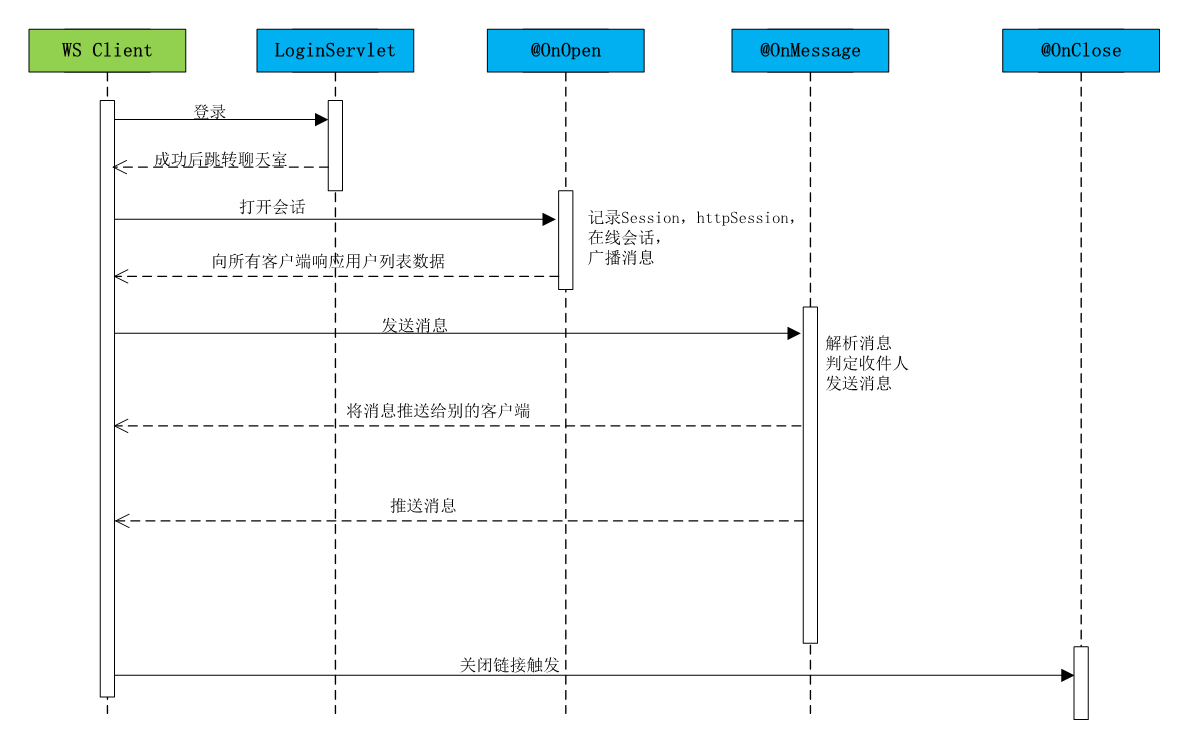 WS Client
LoginServlet
@OnOpen
@OnMessage
@OnClose
登录
成功后跳转聊天室
打开会话
记录Session，httpSession，
在线会话，
广播消息
向所有客户端响应用户列表数据
发送消息
解析消息
判定收件人
发送消息
将消息推送给别的客户端
推送消息
关闭链接触发